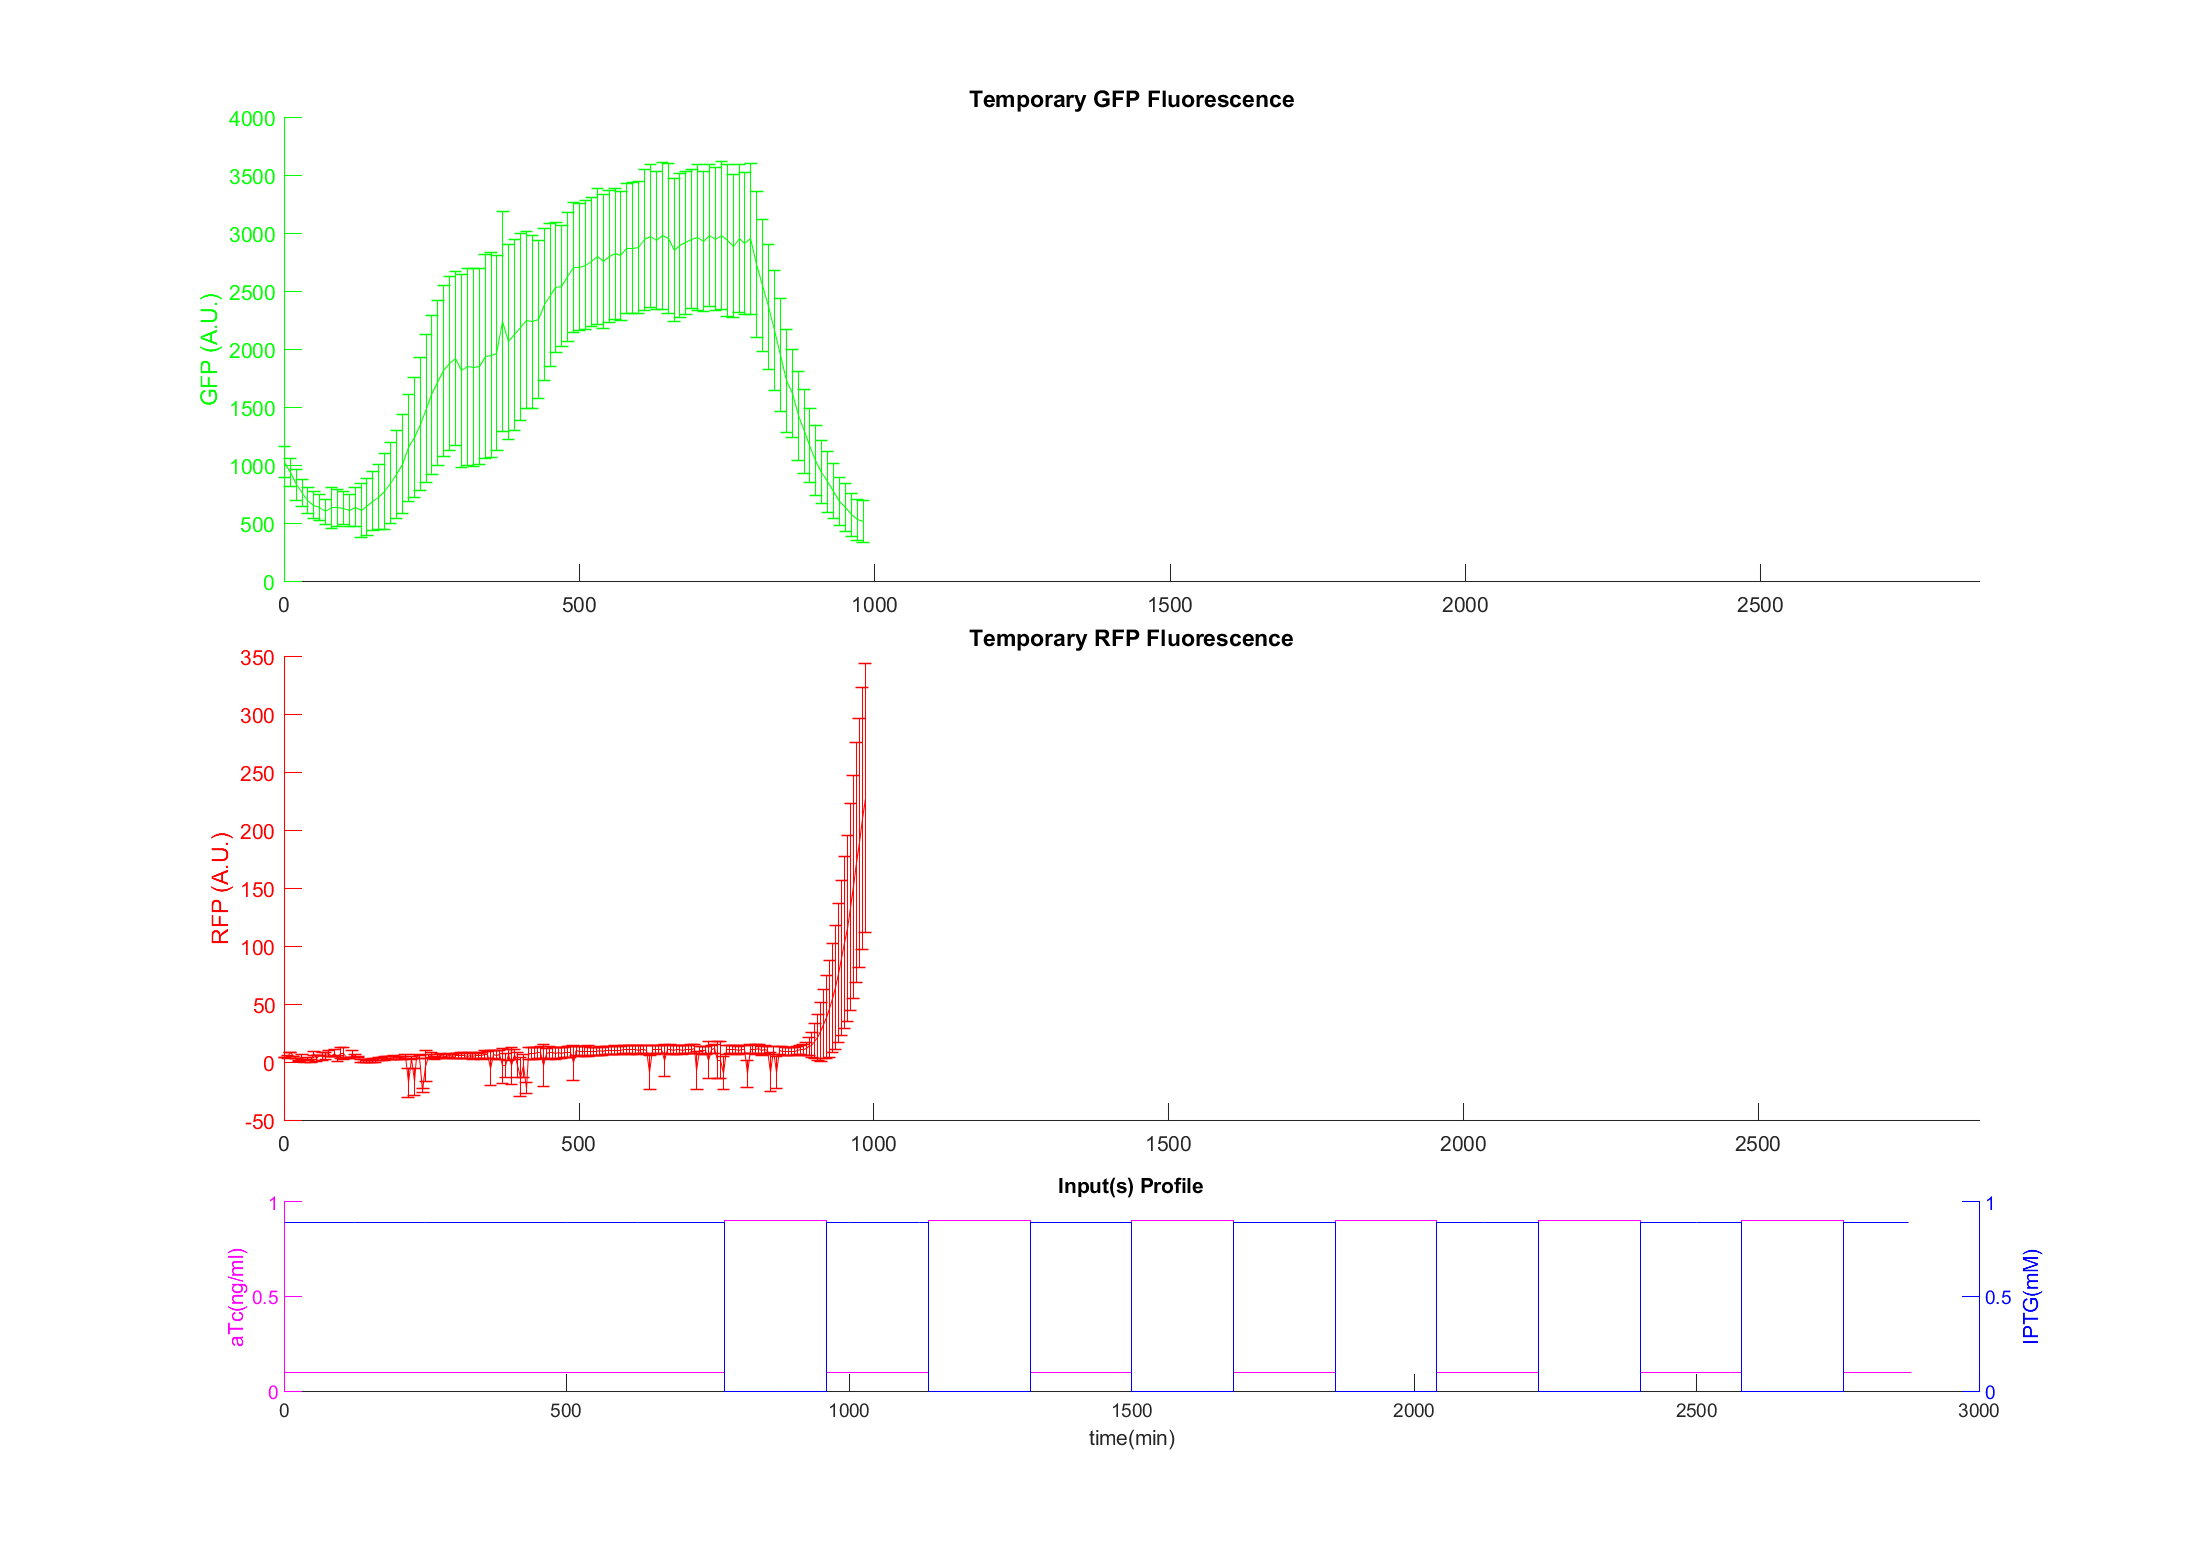 Temporary GFP Fluorescence
4000
3500
3000
2500
2000
1500
1000
500
0
GFP (A.U.)
0 500 1000 1500 2000 2500
Temporary RFP Fluorescence
350
300
250
200
150
100
50
0
-50
RFP (A.U.)
0 500 1000 1500 2000 2500
Input(s) Profile
1
0.5
0
aTc(ng/ml)
1
0.5
0
IPTG(mM)
0 500 1000 1500 2000 2500 3000
time(min)